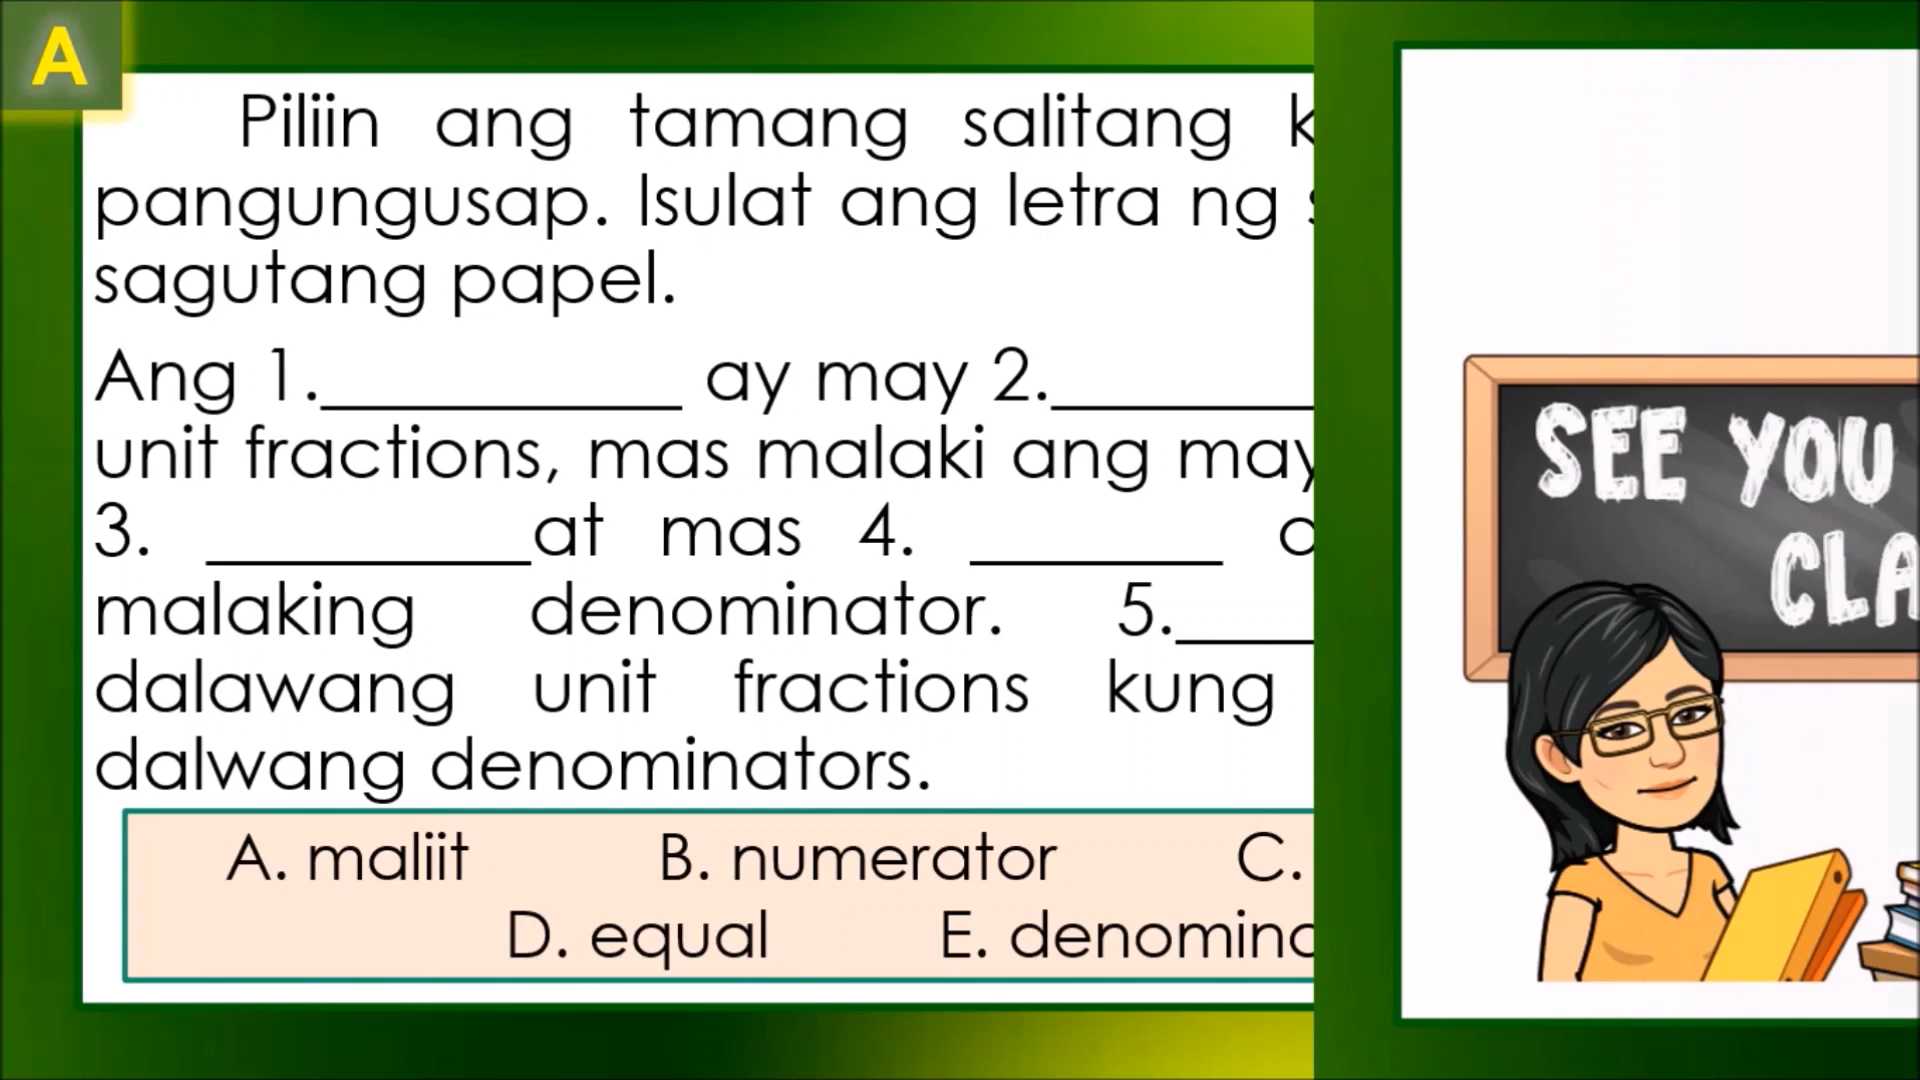 A
Piliin ang tamang salitang
pangungusap. Isulat ang letra ng
sagutang papel.
Ang 1.__________ ay may 2.________
unit fractions, mas malaki ang may
3. _________at mas 4. _______
malaking denominator. 5.____
dalawang unit fractions kung
dalwang denominators.
A. maliit B. numerator C.
D. equal E.
SEE YOU